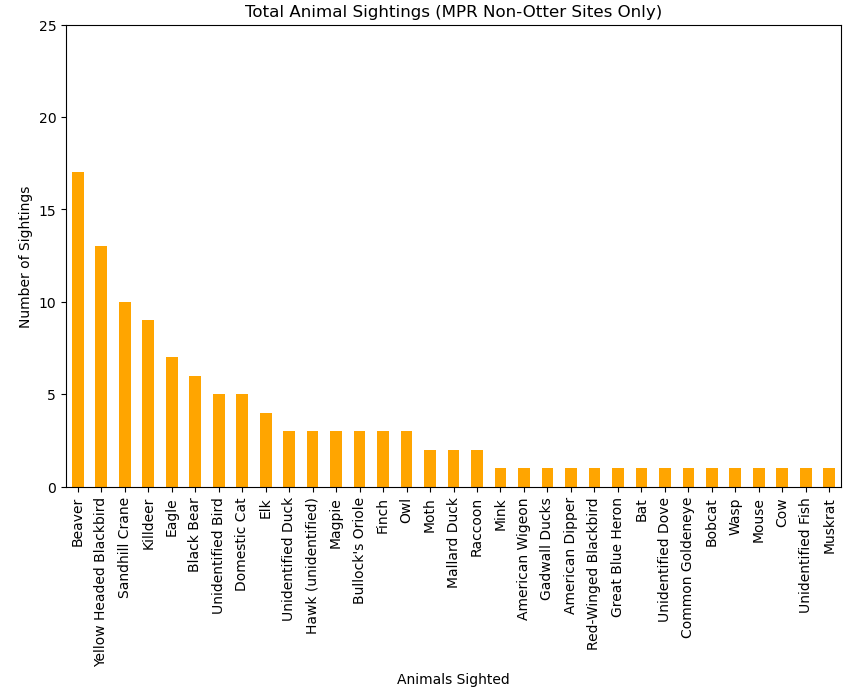 Total Animal Sightings (MPR Non-Otter Sites Only)
25
20
15
10
5
0
Number of Sightings
Beaver
Yellow Headed Blackbird
Sandhill Crane
Killdeer
Eagle
Black Bear
Unidentified Bird
Domestic Cat
Elk
Unidentified Duck
Hawk (unidentified)
Magpie
Bullock's Oriole
Finch
Owl
Moth
Mallard Duck
Raccoon
Mink
American Wigeon
Gadwall Ducks
American Dipper
Red-Winged Blackbird
Great Blue Heron
Bat
Unidentified Dove
Common Goldeneye
Bobcat
Wasp
Mouse
Cow
Unidentified Fish
Muskrat
Animals Sighted